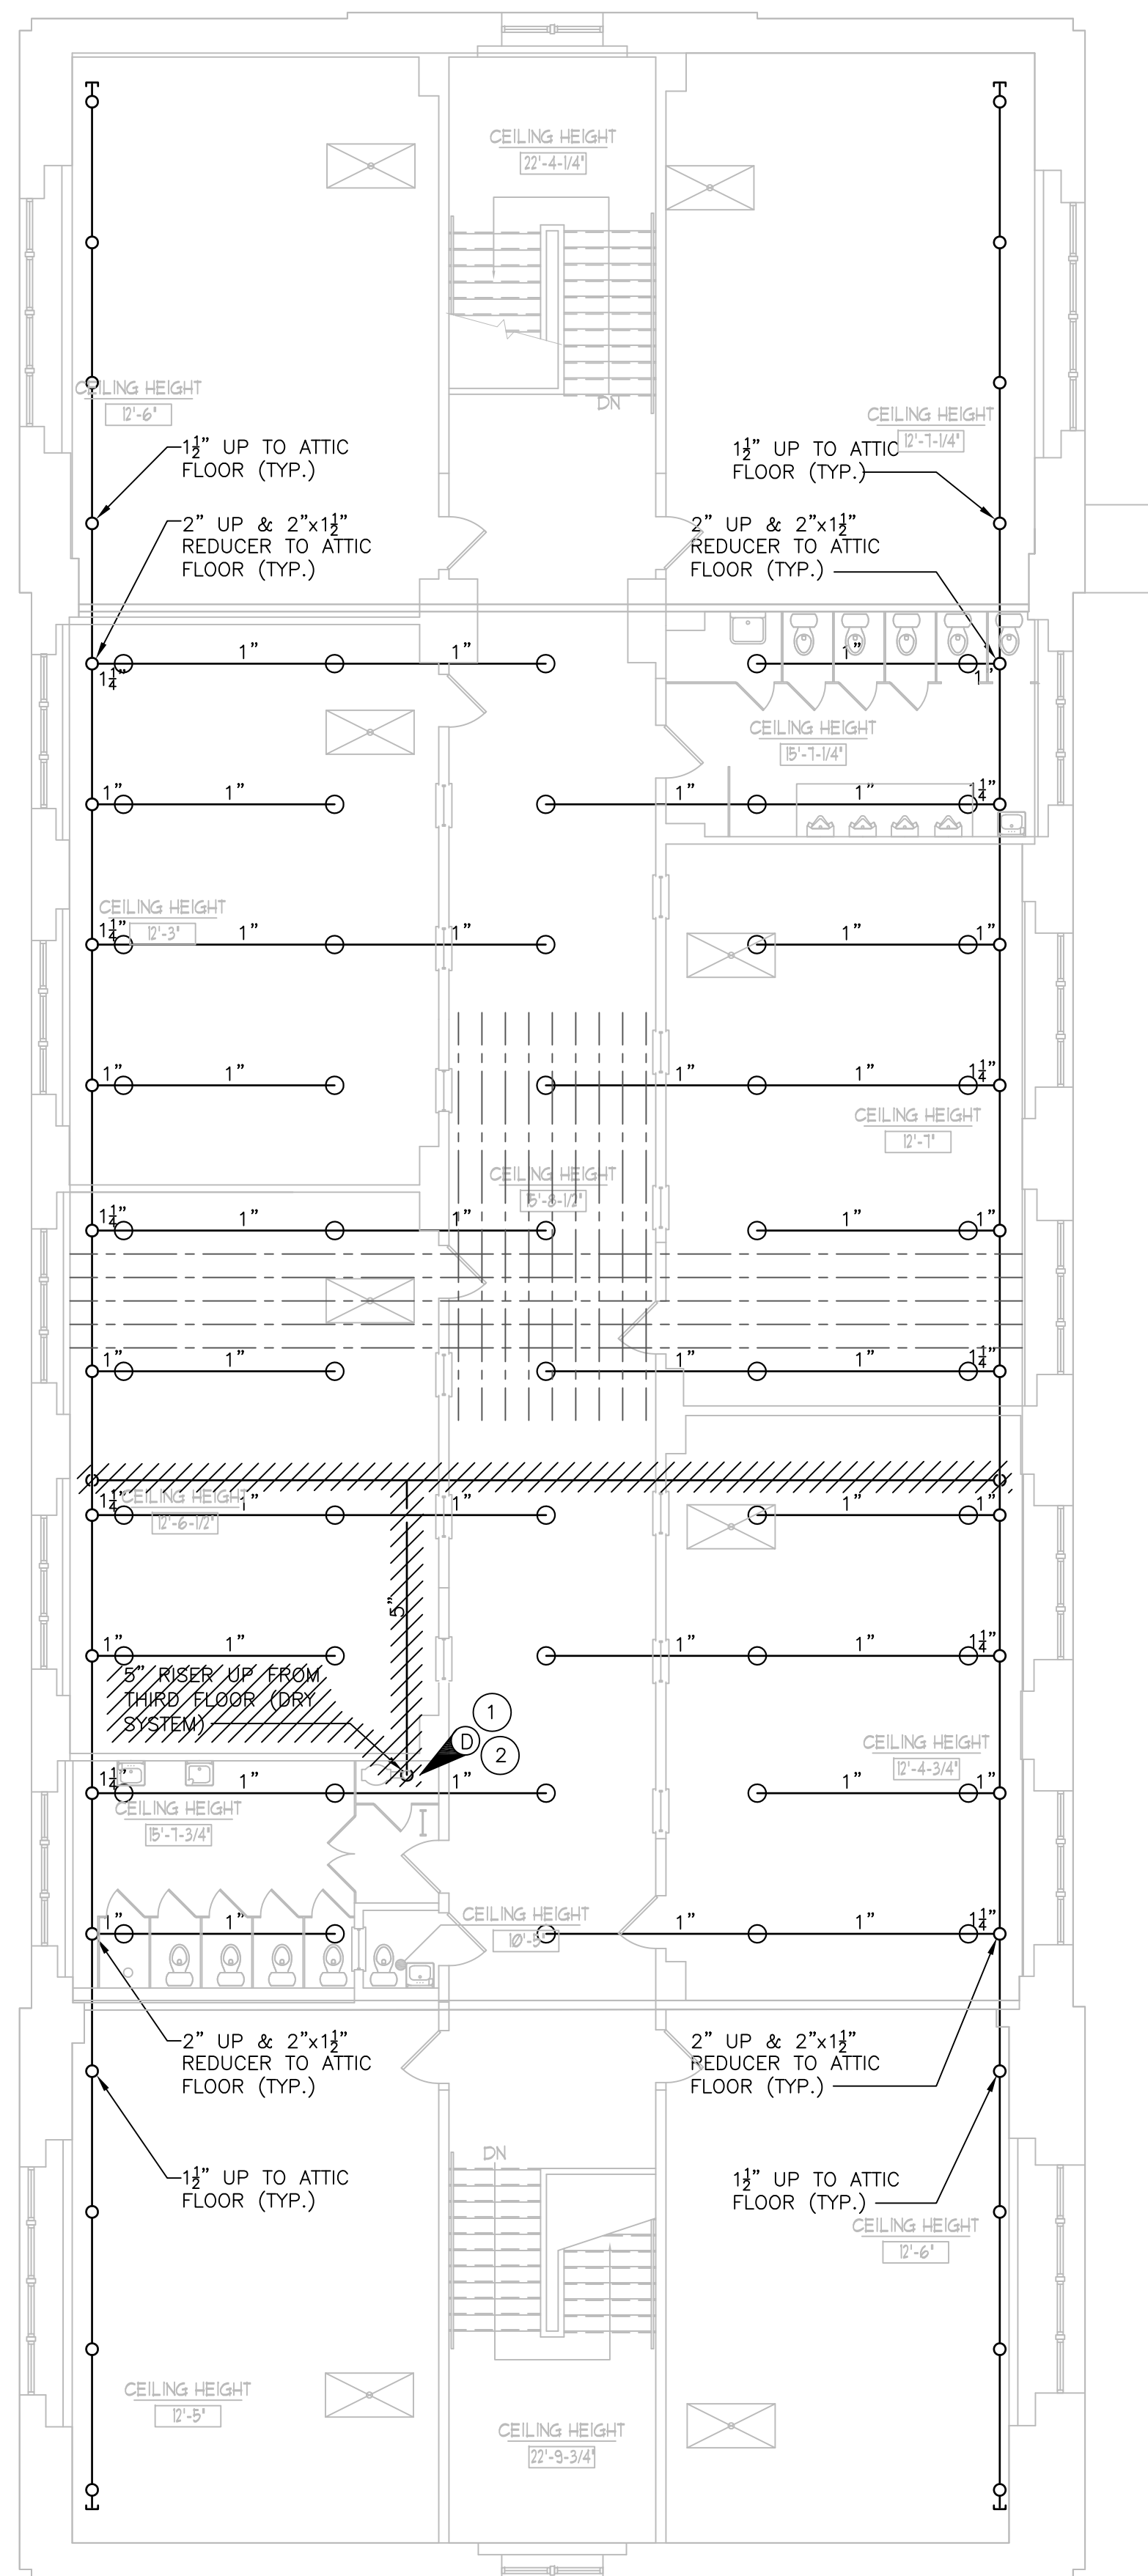 CEILING HEIGHT
22'-4-1/4"
CEILING HEIGHT
12'-6"
CEILING HEIGHT
12'-7-1/4"
DN
1½” UP TO ATTIC
FLOOR (TYP.)
1½” UP TO ATTIC
FLOOR (TYP.)
2” UP & 2”x1½”
REDUCER TO ATTIC
FLOOR (TYP.)
2” UP & 2”x1½”
REDUCER TO ATTIC
FLOOR (TYP.)
1¼” 1” 1” 1” 1”
CEILING HEIGHT
15'-7-1/4"
1” 1” 1” 1” 1¼”
CEILING HEIGHT
12'-3"
1¼” 1” 1” 1” 1”
1” 1” 1” 1” 1¼”
CEILING HEIGHT
12'-7"
CEILING HEIGHT
15'-8-1/2"
1¼” 1” 1” 1” 1”
1” 1” 1” 1” 1¼”
CEILING HEIGHT
12'-6-1/2"
1¼” 1” 1” 1” 1”
5”
1” 1” 1” 1” 1¼”
5” RISER UP FROM
THIRD FLOOR (DRY
SYSTEM)
1
D
2
CEILING HEIGHT
12'-4-3/4"
1¼” 1” 1” 1” 1”
CEILING HEIGHT
15'-7-3/4"
CEILING HEIGHT
10'-5"
1” 1” 1” 1” 1¼”
2” UP & 2”x1½”
REDUCER TO ATTIC
FLOOR (TYP.)
2” UP & 2”x1½”
REDUCER TO ATTIC
FLOOR (TYP.)
DN
1½” UP TO ATTIC
FLOOR (TYP.)
1½” UP TO ATTIC
FLOOR (TYP.)
CEILING HEIGHT
12'-6"
CEILING HEIGHT
12'-5"
CEILING HEIGHT
22'-9-3/4"